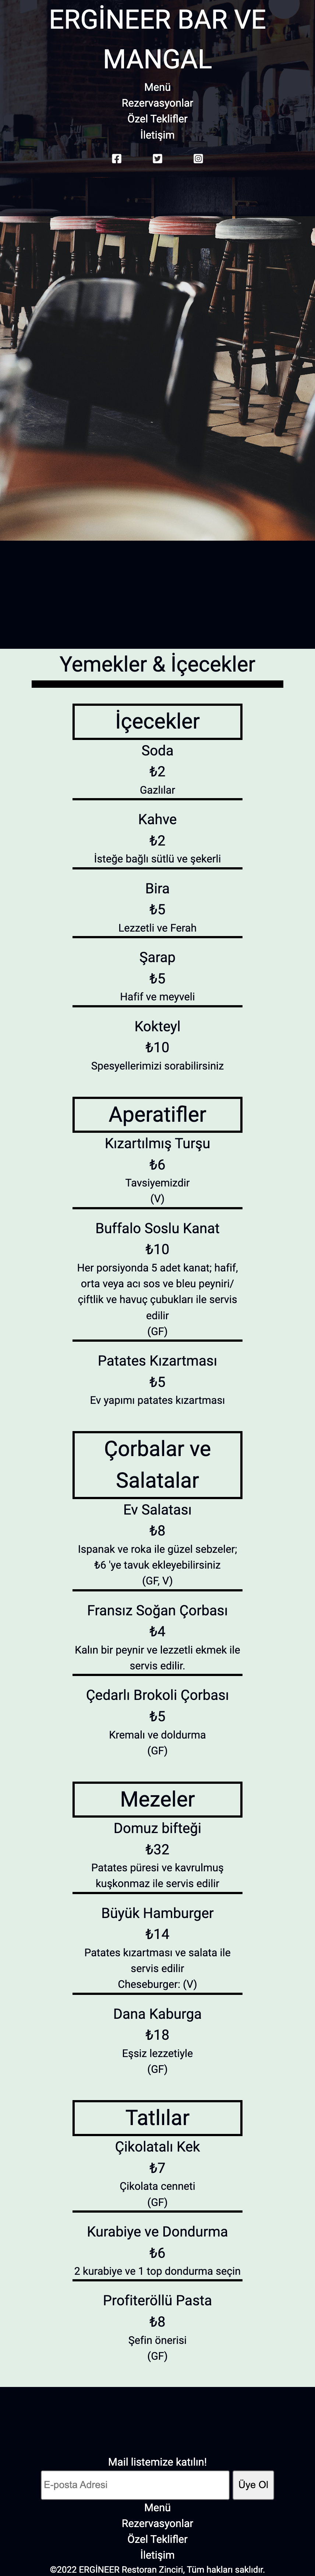 ERGİNEER BAR VE
MANGAL
Menü
Rezervasyonlar
Özel Teklifler
İletişim
Yemekler & İçecekler
İçecekler
Soda
₺2
Gazlılar
Kahve
₺2
İsteğe bağlı sütlü ve şekerli
Bira
₺5
Lezzetli ve Ferah
Şarap
₺5
Hafif ve meyveli
Kokteyl
₺10
Spesyellerimizi sorabilirsiniz
Aperatifler
Kızartılmış Turşu
₺6
Tavsiyemizdir
(V)
Buffalo Soslu Kanat
₺10
Her porsiyonda 5 adet kanat; hafif,
orta veya acı sos ve bleu peyniri/
çiftlik ve havuç çubukları ile servis
edilir
(GF)
Patates Kızartması
₺5
Ev yapımı patates kızartması
Çorbalar ve
Salatalar
Ev Salatası
₺8
Ispanak ve roka ile güzel sebzeler;
₺6 'ye tavuk ekleyebilirsiniz
(GF, V)
Fransız Soğan Çorbası
₺4
Kalın bir peynir ve lezzetli ekmek ile
servis edilir.
Çedarlı Brokoli Çorbası
₺5
Kremalı ve doldurma
(GF)
Mezeler
Domuz bifteği
₺32
Patates püresi ve kavrulmuş
kuşkonmaz ile servis edilir
Büyük Hamburger
₺14
Patates kızartması ve salata ile
servis edilir
Cheseburger: (V)
Dana Kaburga
₺18
Eşsiz lezzetiyle
(GF)
Tatlılar
Çikolatalı Kek
₺7
Çikolata cenneti
(GF)
Kurabiye ve Dondurma
₺6
2 kurabiye ve 1 top dondurma seçin
Profiteröllü Pasta
₺8
Şefin önerisi
(GF)
Mail listemize katılın!
E-posta Adresi Üye Ol
Menü
Rezervasyonlar
Özel Teklifler
İletişim
©2022 ERGİNEER Restoran Zinciri, Tüm hakları saklıdır.